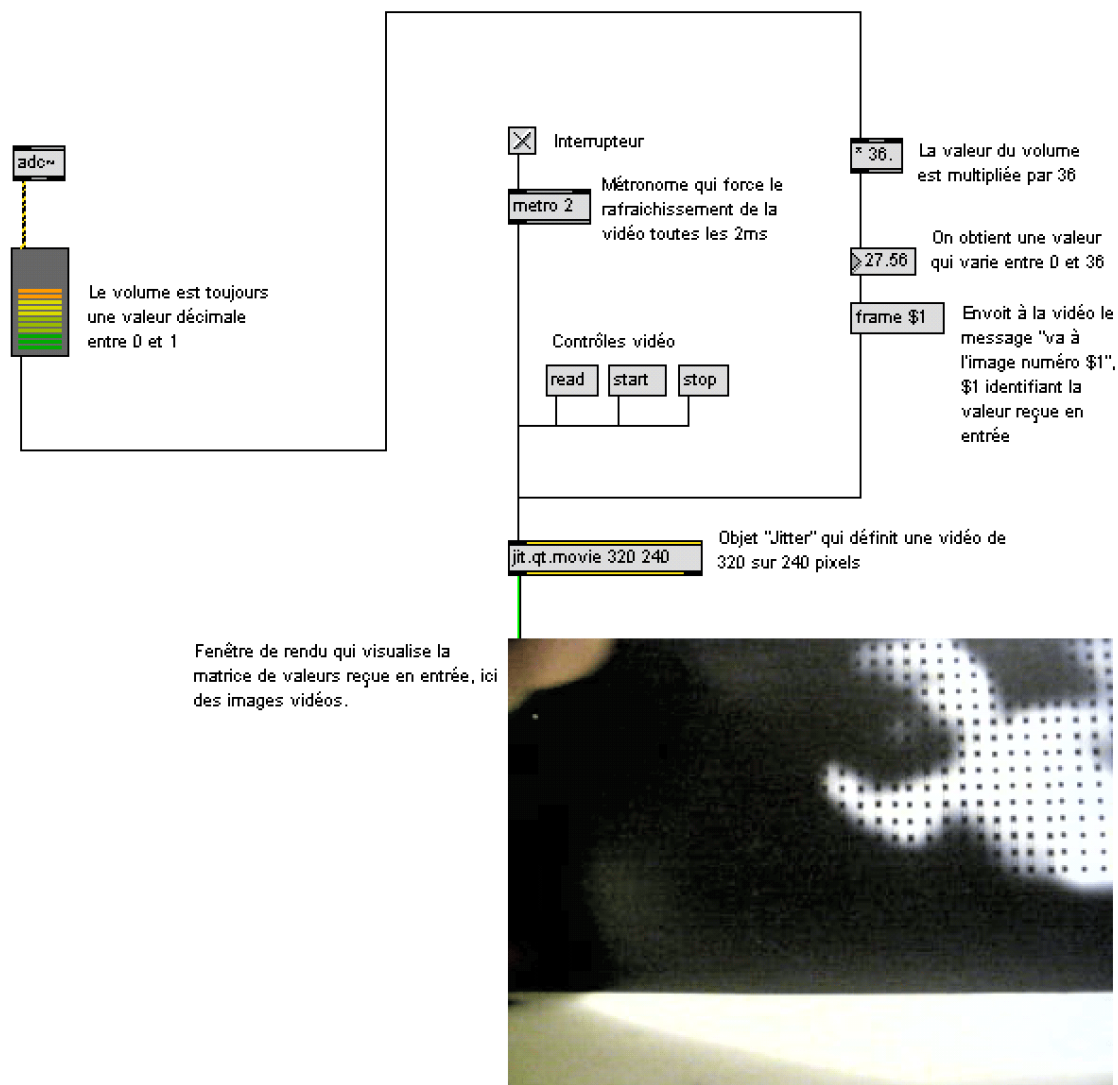 adc~
Le volume est toujours
une valeur décimale
entre 0 et 1
Interrupteur
metro 2
Métronome qui force le
rafraichissement de la
vidéo toutes les 2ms
Contrôles vidéo
read
start
stop
* 36.
La valeur du volume
est multipliée par 36
27.56
On obtient une valeur
qui varie entre 0 et 36
frame $1
Envoit à la vidéo le
message "va à
l'image numéro $1",
$1 identifiant la
valeur reçue en
entrée
jit.qt.movie 320 240
Objet "Jitter" qui définit une vidéo de
320 sur 240 pixels
Fenêtre de rendu qui visualise la
matrice de valeurs reçue en entrée, ici
des images vidéos.